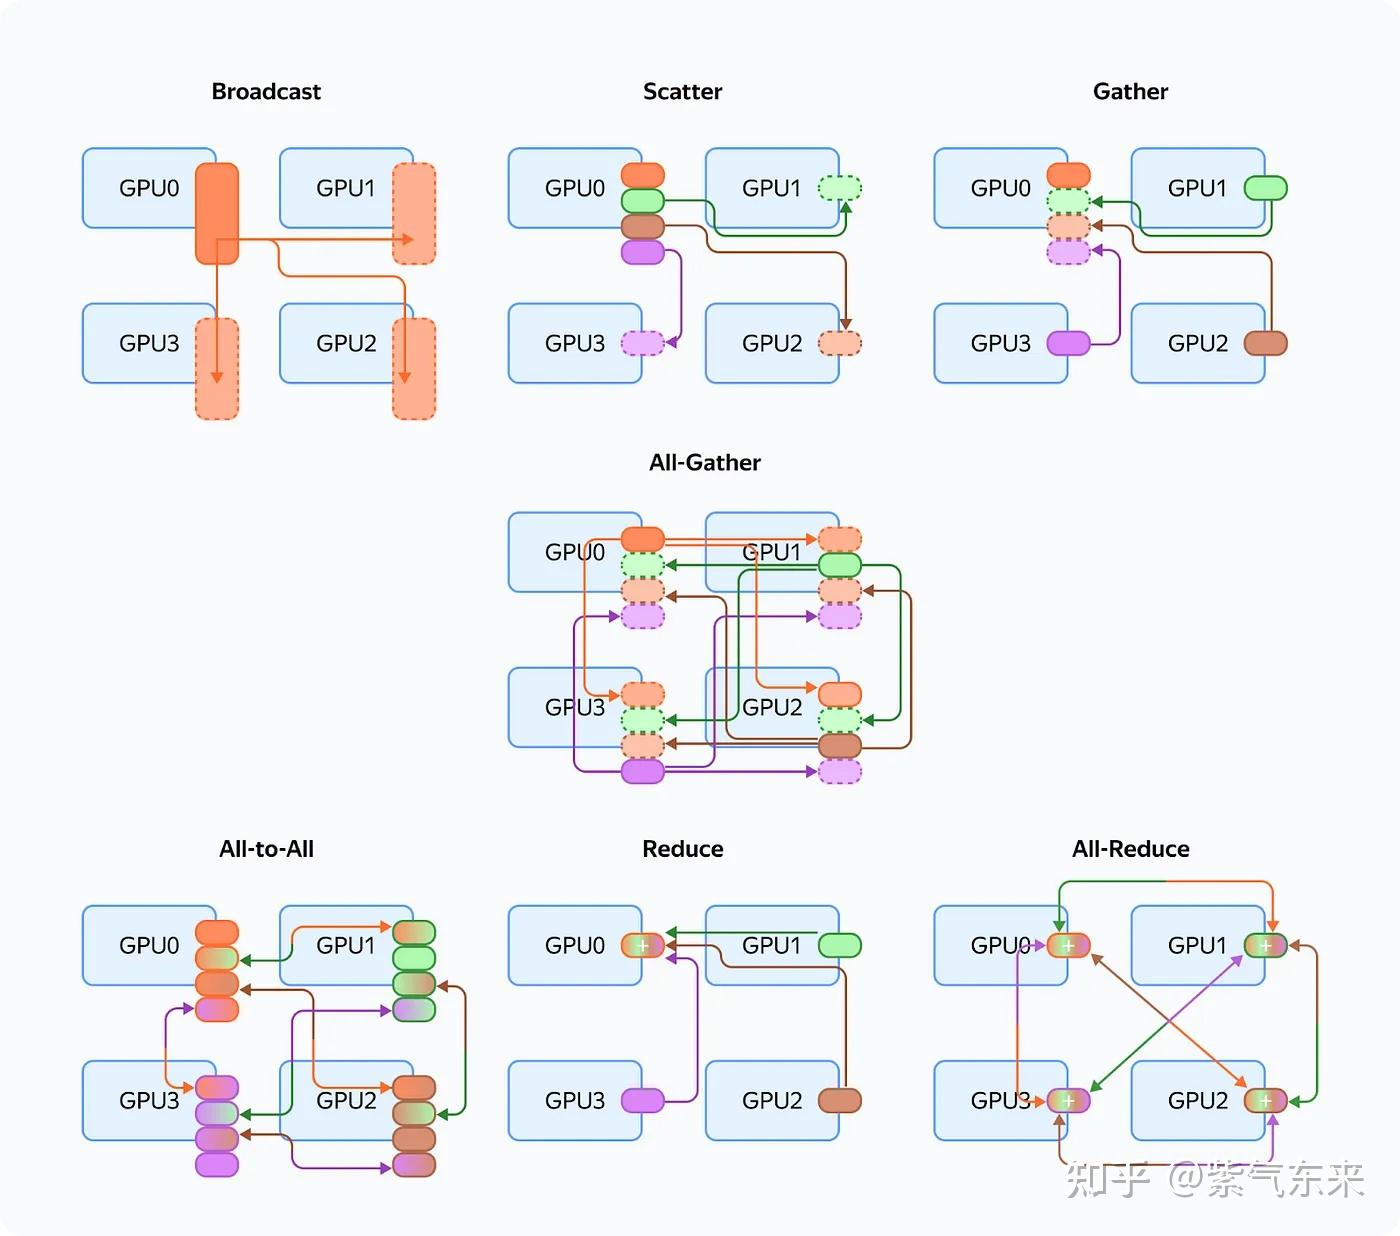 Broadcast
Scatter
Gather
GPU0
GPU1
GPU0
GPU1
GPU0
GPU1
GPU3
GPU2
GPU3
GPU2
GPU3
GPU2
All-Gather
GPU0
GPU1
GPU3
GPU2
All-to-All
Reduce
All-Reduce
GPU0
GPU1
GPU0
+
GPU1
GPU0
+
GPU1
+
GPU3
GPU2
GPU3
GPU2
GPU3
+
GPU2
+
知乎 @紫气东来